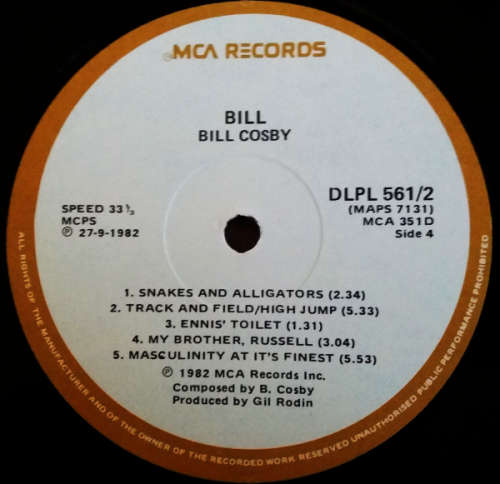 MCA RECORDS
BILL
BILL COSBY
DLPL 561/2
(MAPS 7131)
MCA 351D
Side 4
SPEED 33 ⅓
MCPS
℗ 27-9-1982
1. SNAKES AND ALLIGATORS (2.34)
2. TRACK AND FIELD/HIGH JUMP (5.33)
3. ENNIS' TOILET (1.31)
4. MY BROTHER, RUSSELL (3.04)
5. MASCULINITY AT IT'S FINEST (5.53)
℗ 1982 MCA Records Inc.
Composed by B. Cosby
Produced by Gil Rodin
ALL RIGHTS OF THE MANUFACTURER AND OF THE OWNER OF THE RECORDED WORK RESERVED UNAUTHORISED PUBLIC PERFORMANCE PROHIBITED